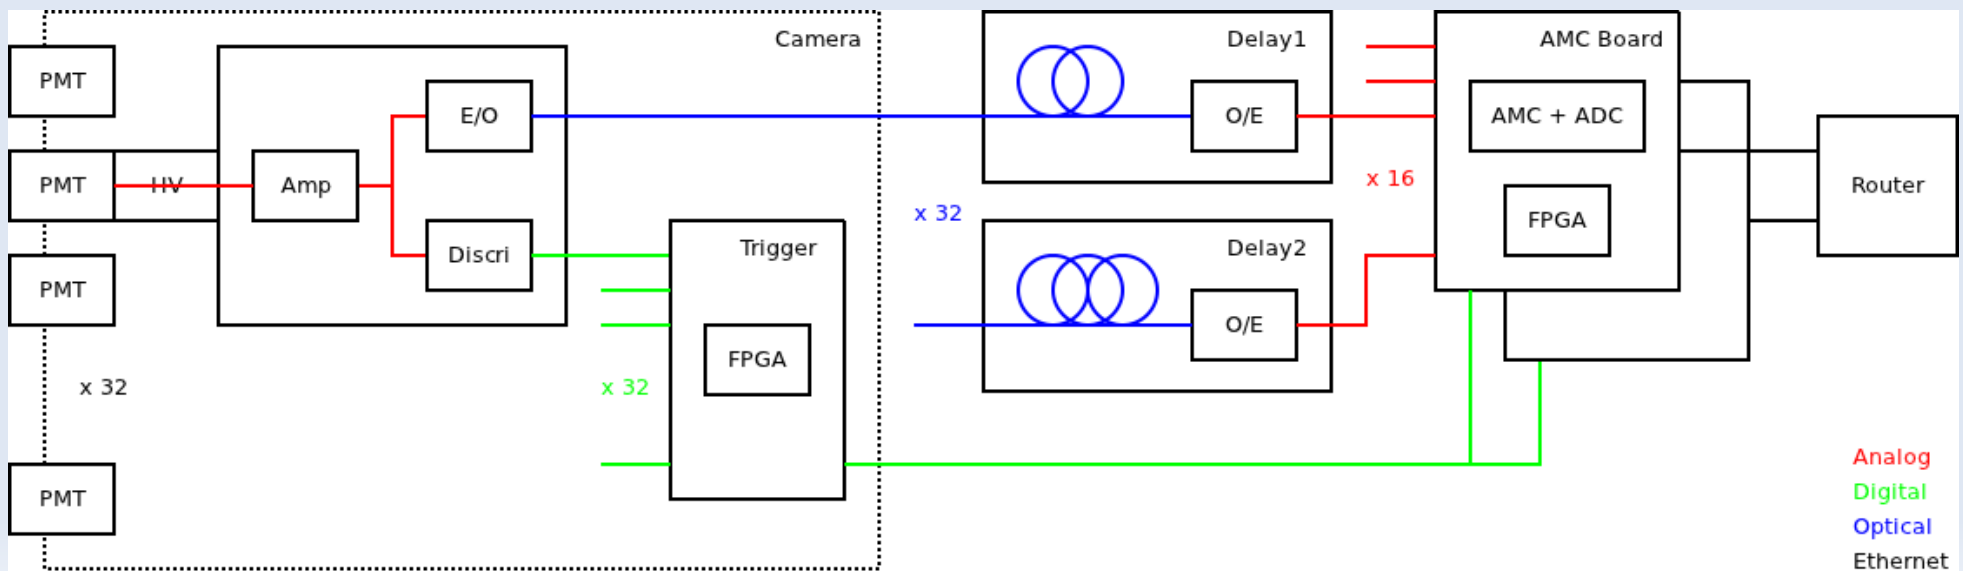 Camera
Delay1
AMC Board
PMT
E/O
O/E
AMC + ADC
PMT
HV
Amp
x 16
Router
x 32
FPGA
Discri
Trigger
Delay2
PMT
O/E
FPGA
x 32
x 32
PMT
Analog
Digital
Optical
Ethernet